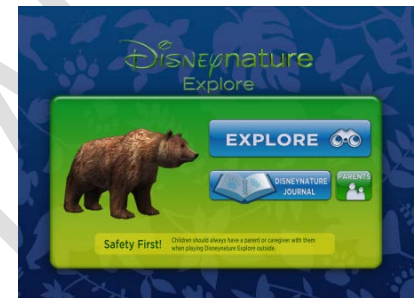 Disneynature
Explore
EXPLORE
DISNEYNATURE
JOURNAL
PARENTS
Safety First!
Children should always have a parent or caregiver with them
when playing Disneynature Explore outside.